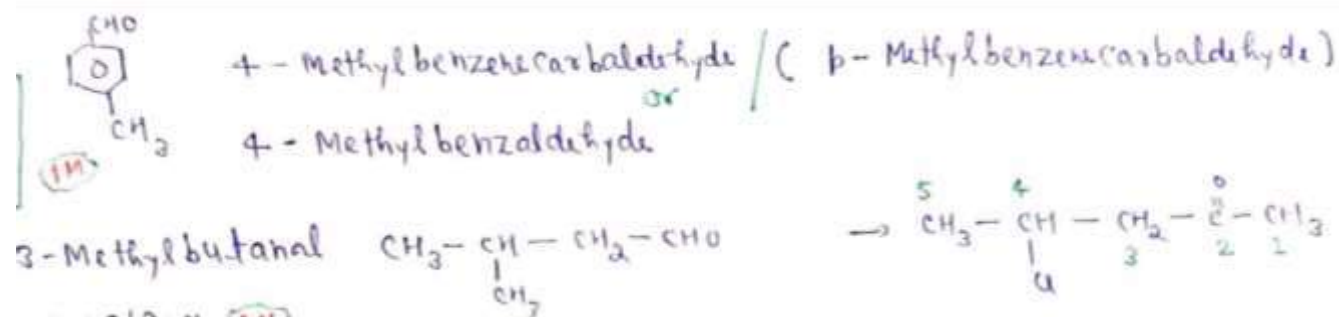 CHO
4 - Methylbenzenecarbaldehyde / ( p- Methylbenzenecarbaldehyde)
or
CH3
4 - Methylbenzaldehyde
1M
5 4 O
3-Methylbutanal CH3 - CH - CH2 - CHO → CH3 - CH - CH2 - C - CH3
3 2 1
CH3 Cl